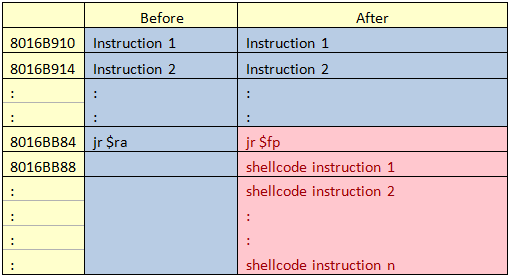 Before After
8016B910 Instruction 1 Instruction 1
8016B914 Instruction 2 Instruction 2
: : :
: : :
8016BB84 jr $ra jr $fp
8016BB88 shellcode instruction 1
: shellcode instruction 2
: :
: :
: shellcode instruction n